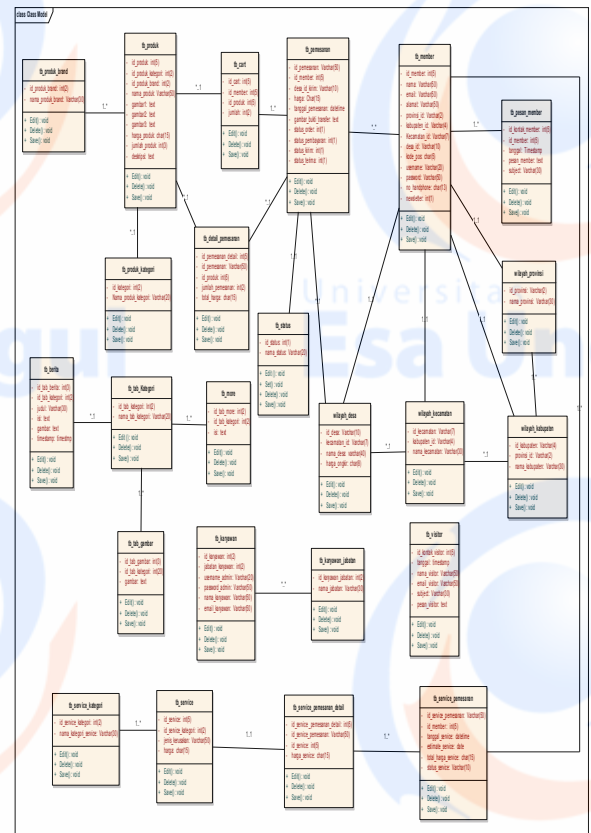 class Class Model
tb_produk_brand
- id_produk_brand: int(2)
- nama_produk_brand: Varchar(30)
+ Edit() : void
+ Delete() : void
+ Save() : void
tb_produk
- id_produk: int(5)
- id_produk_kategori: int(2)
- id_produk_brand: int(2)
- nama_produk: Varchar(50)
- gambar1: text
- gambar2: text
- gambar3: text
- harga_produk: char(15)
- jumlah_produk: int(3)
- deskripsi: text
+ Edit() : void
+ Delete() : void
+ Save() : void
tb_cart
- id_cart: int(5)
- id_member: int(5)
- id_produk: int(5)
- jumlah: int(2)
+ Edit() : void
+ Delete() : void
+ Save() : void
tb_pemesanan
- id_pemesanan: Varchar(50)
- id_member: int(5)
- desa_id_kirim: Varchar(10)
- harga: Char(15)
- tanggal_pemesanan: datetime
- gambar_bukti_transfer: text
- status_order: int(1)
- status_pembayaran: int(1)
- status_kirim: int(1)
- status_terima: int(1)
+ Edit() : void
+ Delete() : void
+ Save() : void
tb_member
- id_member: int(5)
- nama: Varchar(50)
- email: Varchar(50)
- alamat: Varchar(50)
- provinsi_id: Varchar(2)
- kabupaten_id: Varchar(4)
- Kecamatan_id: Varchar(7)
- desa_id: Varchar(10)
- kode_pos: char(5)
- username: Varchar(20)
- password: Varchar(50)
- no_handphone: char(13)
- newsletter: int(1)
+ Edit() : void
+ Delete() : void
+ Save() : void
tb_pesan_member
- id_kontak_member: int(5)
- id_member: int(5)
- tanggal: Timestamp
- pesan_member: text
- subject: Varchar(30)
+ Edit() : void
+ Delete() : void
+ Save() : void
tb_produk_kategori
- id_kategori: int(2)
- Nama_produk_kategori: Varchar(20)
+ Edit() : void
+ Delete() : void
+ Save() : void
tb_detail_pemesanan
- id_pemesanan_detail: int(5)
- id_pemesanan: Varchar(50)
- id_produk: int(5)
- jumlah_pemesanan: int(2)
- total_harga: char(15)
+ Edit() : void
+ Delete() : void
+ Save() : void
tb_status
- id_status: int(1)
- nama_status: Varchar(20)
+ Edit() : void
+ Delete() : void
+ Save() : void
wilayah_provinsi
- id_provinsi: Varchar(2)
- nama_provinsi: Varchar(30)
+ Edit() : void
+ Delete() : void
+ Save() : void
Universitas
Esa Un
gul
tb_berita
- id_tab_berita: int(3)
- id_tab_kategori: int(2)
- judul: Varchar(30)
- isi: text
- gambar: text
- timestamp: timestmp
+ Edit() : void
+ Delete() : void
+ Save() : void
tb_tab_Kategori
- id_tab_kategori: int(2)
- nama_tab_kategori: Varchar(20)
+ Edit() : void
+ Delete() : void
+ Save() : void
tb_more
- id_tab_more: int(2)
- id_tab_kategori: int(2)
- isi: text
+ Edit() : void
+ Delete() : void
+ Save() : void
wilayah_desa
- id_desa: Varchar(10)
- kecamatan_id: Varchar(7)
- nama_desa: varchar(40)
- harga_ongkir: char(8)
+ Edit() : void
+ Delete() : void
+ Save() : void
wilayah_kecamatan
- id_kecamatan: Varchar(7)
- kabupaten_id: Varchar(4)
- nama_kecamatan: Varchar(30)
+ Edit() : void
+ Delete() : void
+ Save() : void
wilayah_kabupaten
- id_kabupaten: Varchar(4)
- provinsi_id: Varchar(2)
- nama_kabupaten: Varchar(30)
+ Edit() : void
+ Delete() : void
+ Save() : void
tb_tab_gambar
- id_tab_gambar: int(3)
- id_tab_kategori: int(20)
- gambar: text
+ Edit() : void
+ Delete() : void
+ Save() : void
tb_karyawan
- id_karyawan: int(2)
- jabatan_karyawan: int(2)
- username_admin: Varchar(20)
- password_admin: Varchar(50)
- nama_karyawan: Varchar(50)
- email_karyawan: Varchar(50)
+ Edit() : void
+ Delete() : void
+ Save() : void
tb_karyawan_jabatan
- id_karyawan_jabatan: int(2)
- nama_jabatan: Varchar(30)
+ Edit() : void
+ Delete() : void
+ Save() : void
tb_visitor
- id_kontak_visitor: int(5)
- tanggal: timestamp
- nama_visitor: Varchar(50)
- email_visitor: Varchar(50)
- subject: Varchar(30)
- pesan_visitor: text
+ Edit() : void
+ Delete() : void
+ Save() : void
tb_service_kategori
- id_service_kategori: int(2)
- nama_kategori_service: Varchar(30)
+ Edit() : void
+ Delete() : void
+ Save() : void
tb_service
- id_service: int(5)
- id_service_kategori: int(2)
- jenis_kerusakan: Varchar(50)
- harga: char(15)
+ Edit() : void
+ Delete() : void
+ Save() : void
tb_service_pemesanan_detail
- id_service_pemesanan_detail: int(5)
- id_service_pemesanan: Varchar(50)
- id_service: int(5)
- harga_service: char(15)
+ Edit() : void
+ Delete() : void
+ Save() : void
tb_service_pemesanan
- id_service_pemesanan: Varchar(50)
- id_member: int(5)
- tanggal_service: datetime
- estimate_service: date
- total_harga_service: char(15)
- status_service: Varchar(10)
+ Edit() : void
+ Delete() : void
+ Save() : void